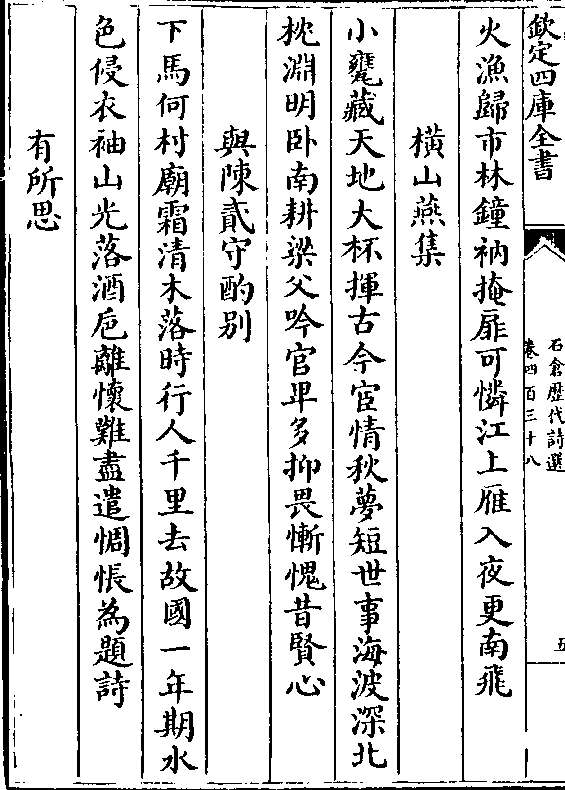 欽定四庫全書
石倉歴代詩選
卷四百三十八
五
火漁歸市林鐘衲掩扉可憐江上雁入夜更南飛
橫山燕集
小甕藏天地大杯揮古今宦情秋夢短世事海波深北
枕淵明卧南耕梁父吟官卑多抑畏慚愧昔賢心
與陳貳守酌别
下馬何村廟霜清木落時行人千里去故國一年期水
色侵衣袖山光落酒巵離懷難盡遣惆悵為題詩
有所思